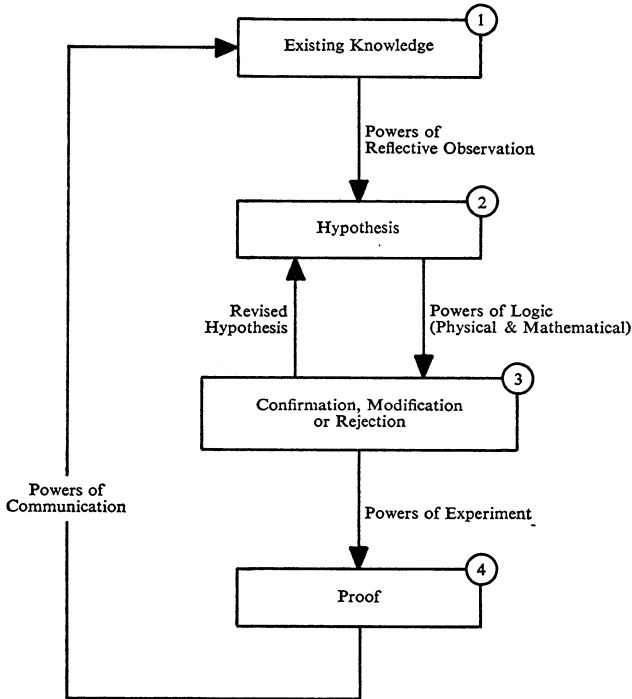 1
Existing Knowledge
Powers of
Reflective Observation
2
Hypothesis
Revised
Hypothesis
Powers of Logic
(Physical & Mathematical)
3
Confirmation, Modification
or Rejection
Powers of
Communication
Powers of Experiment
4
Proof